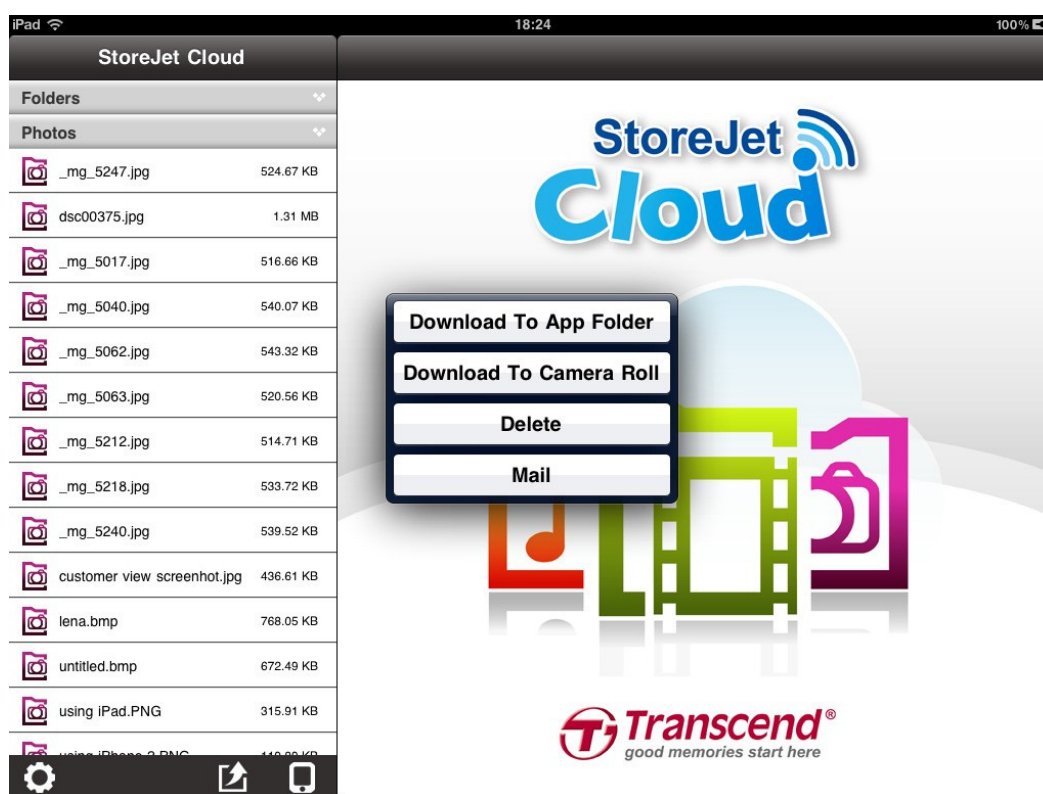 iPad 18:24 100%
StoreJet Cloud
Folders
Photos
_mg_5247.jpg 524.67 KB
dsc00375.jpg 1.31 MB
_mg_5017.jpg 516.66 KB
_mg_5040.jpg 540.07 KB
_mg_5062.jpg 543.32 KB
_mg_5063.jpg 520.56 KB
_mg_5212.jpg 514.71 KB
_mg_5218.jpg 533.72 KB
_mg_5240.jpg 539.52 KB
customer view screenhot.jpg 436.61 KB
lena.bmp 768.05 KB
untitled.bmp 672.49 KB
using iPad.PNG 315.91 KB
using iPhone 2.PNG
StoreJet
Cloud
Download To App Folder
Download To Camera Roll
Delete
Mail
Transcend®
good memories start here